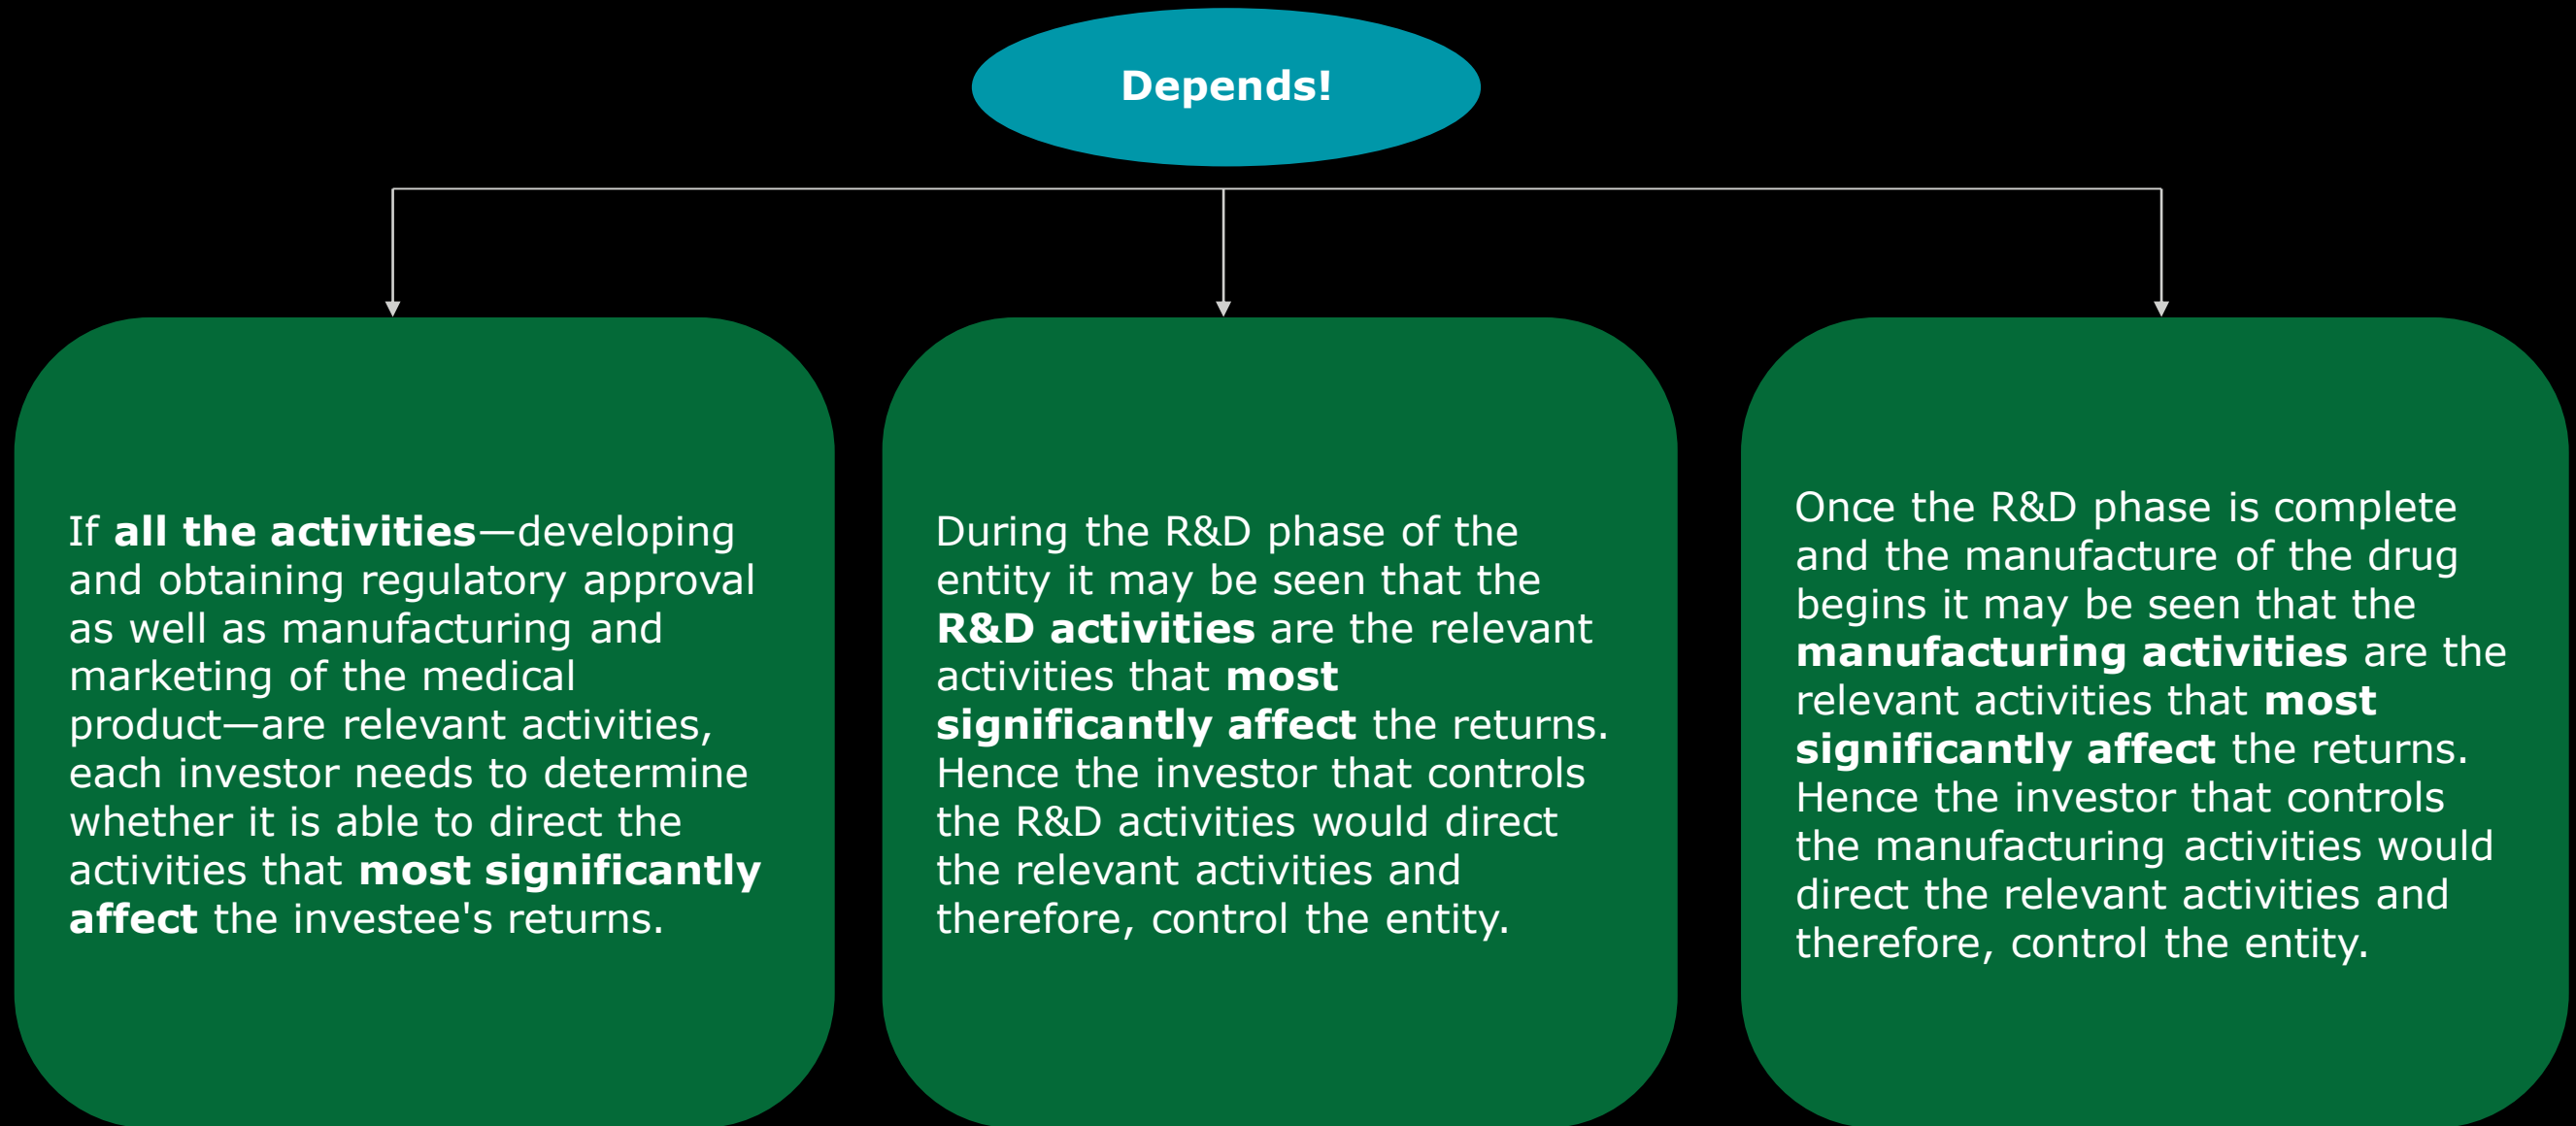 Depends!
If all the activities—developing
and obtaining regulatory approval
as well as manufacturing and
marketing of the medical
product—are relevant activities,
each investor needs to determine
whether it is able to direct the
activities that most significantly
affect the investee's returns.
During the R&D phase of the
entity it may be seen that the
R&D activities are the relevant
activities that most
significantly affect the returns.
Hence the investor that controls
the R&D activities would direct
the relevant activities and
therefore, control the entity.
Once the R&D phase is complete
and the manufacture of the drug
begins it may be seen that the
manufacturing activities are the
relevant activities that most
significantly affect the returns.
Hence the investor that controls
the manufacturing activities would
direct the relevant activities and
therefore, control the entity.